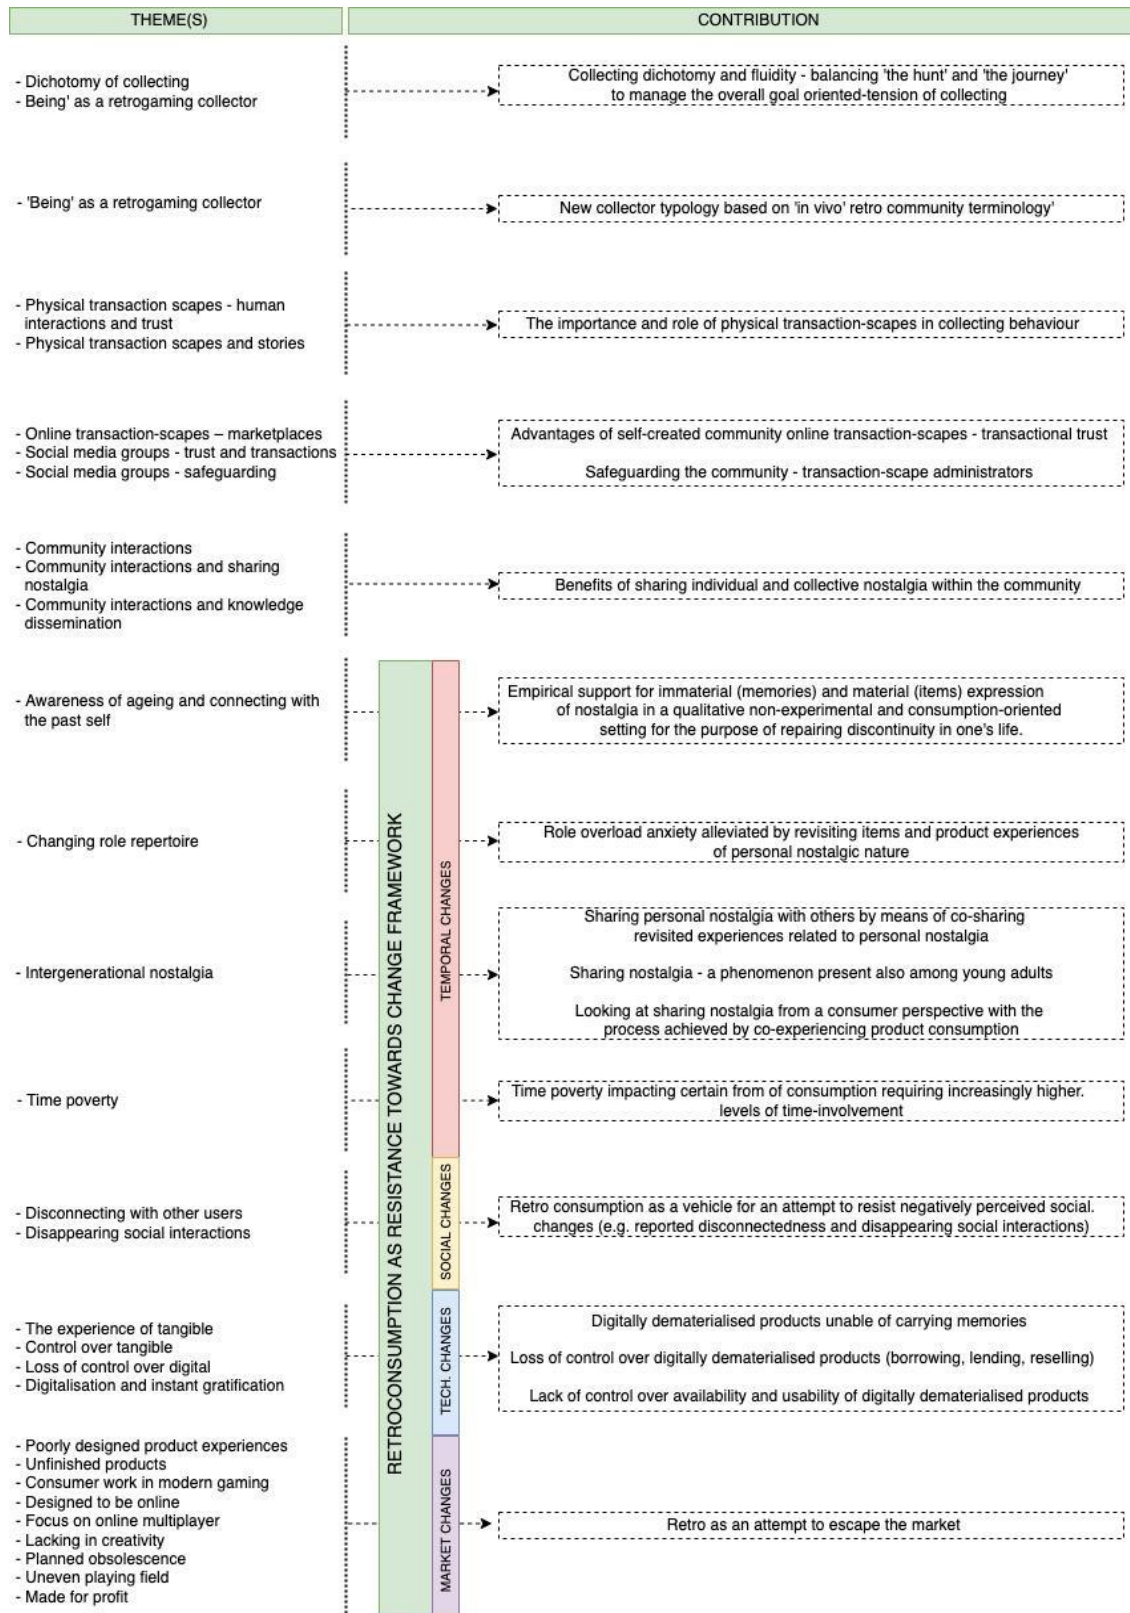 THEME(S)
CONTRIBUTION
- Dichotomy of collecting
- Being' as a retrogaming collector
Collecting dichotomy and fluidity - balancing 'the hunt' and 'the journey'
to manage the overall goal oriented-tension of collecting
- 'Being' as a retrogaming collector
New collector typology based on 'in vivo' retro community terminology'
- Physical transaction scapes - human
interactions and trust
- Physical transaction scapes and stories
The importance and role of physical transaction-scapes in collecting behaviour
- Online transaction-scapes – marketplaces
- Social media groups - trust and transactions
- Social media groups - safeguarding
Advantages of self-created community online transaction-scapes - transactional trust
Safeguarding the community - transaction-scape administrators
- Community interactions
- Community interactions and sharing
nostalgia
- Community interactions and knowledge
dissemination
Benefits of sharing individual and collective nostalgia within the community
RETROCONSUMPTION AS RESISTANCE TOWARDS CHANGE FRAMEWORK
TEMPORAL CHANGES
- Awareness of ageing and connecting with
the past self
Empirical support for immaterial (memories) and material (items) expression
of nostalgia in a qualitative non-experimental and consumption-oriented
setting for the purpose of repairing discontinuity in one's life.
- Changing role repertoire
Role overload anxiety alleviated by revisiting items and product experiences
of personal nostalgic nature
- Intergenerational nostalgia
Sharing personal nostalgia with others by means of co-sharing
revisited experiences related to personal nostalgia
Sharing nostalgia - a phenomenon present also among young adults
Looking at sharing nostalgia from a consumer perspective with the
process achieved by co-experiencing product consumption
- Time poverty
Time poverty impacting certain from of consumption requiring increasingly higher.
levels of time-involvement
SOCIAL CHANGES
- Disconnecting with other users
- Disappearing social interactions
Retro consumption as a vehicle for an attempt to resist negatively perceived social.
changes (e.g. reported disconnectedness and disappearing social interactions)
TECH. CHANGES
- The experience of tangible
- Control over tangible
- Loss of control over digital
- Digitalisation and instant gratification
Digitally dematerialised products unable of carrying memories
Loss of control over digitally dematerialised products (borrowing, lending, reselling)
Lack of control over availability and usability of digitally dematerialised products
MARKET CHANGES
- Poorly designed product experiences
- Unfinished products
- Consumer work in modern gaming
- Designed to be online
- Focus on online multiplayer
- Lacking in creativity
- Planned obsolescence
- Uneven playing field
- Made for profit
Retro as an attempt to escape the market